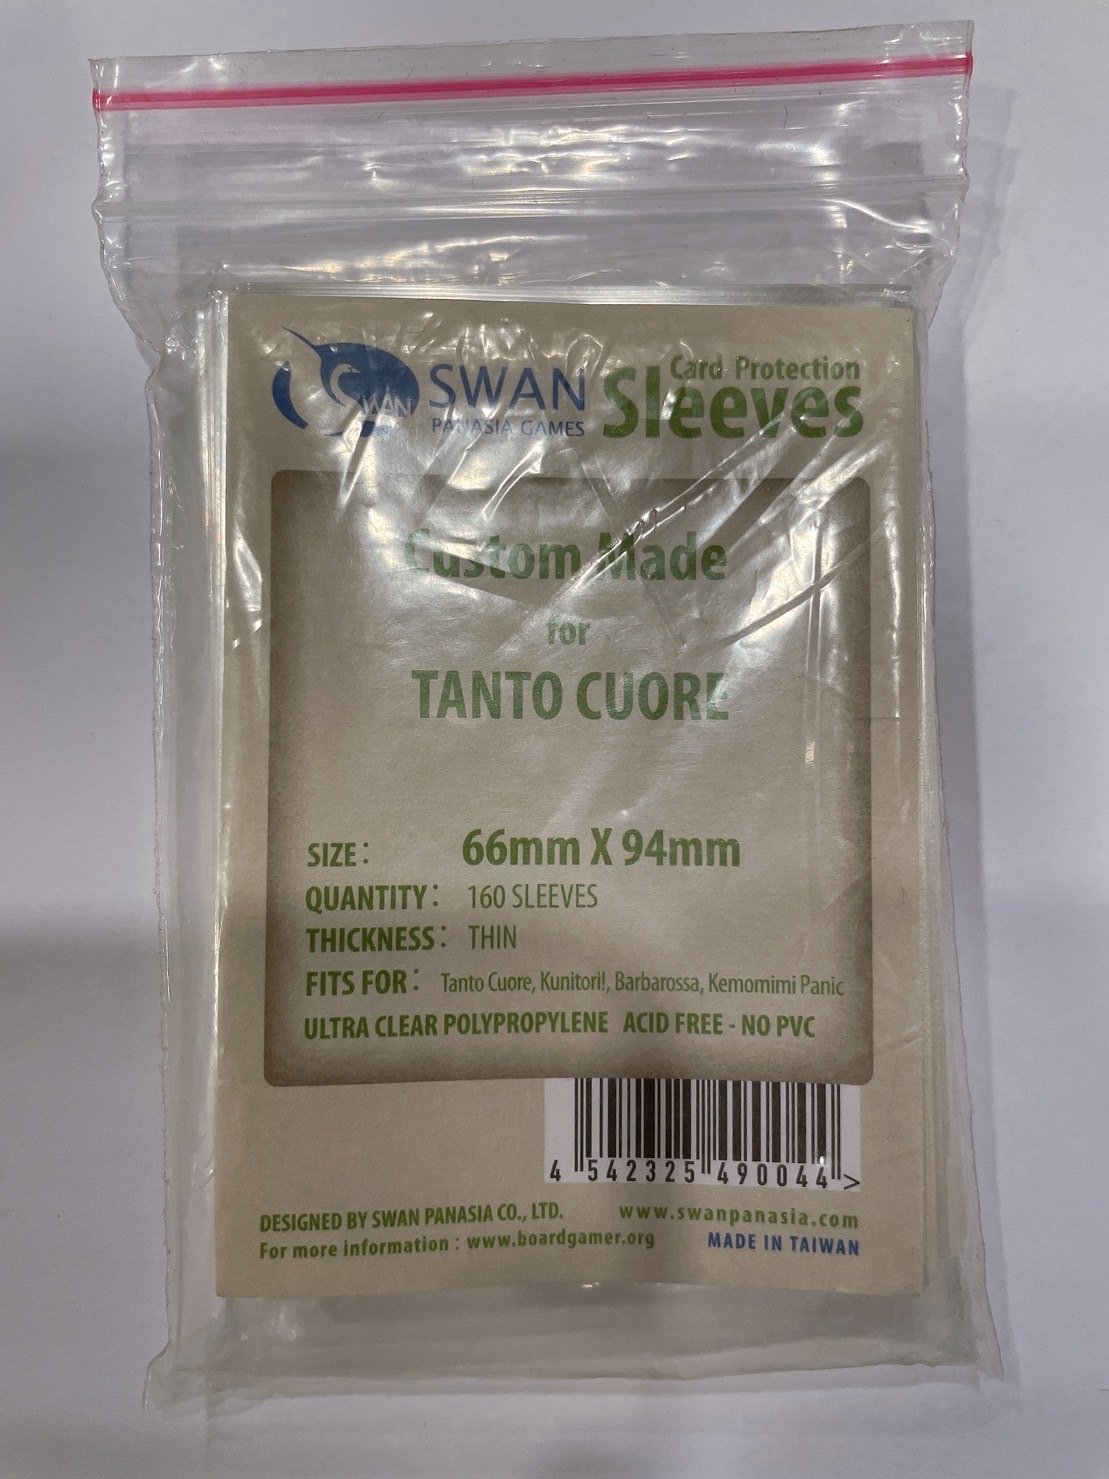 SWAN
SWAN
PANASIA GAMES
Card Protection
Sleeves
Custom Made
for
TANTO CUORE
SIZE： 66mm X 94mm
QUANTITY： 160 SLEEVES
THICKNESS： THIN
FITS FOR： Tanto Cuore, Kunitori!, Barbarossa, Kemomimi Panic
ULTRA CLEAR POLYPROPYLENE ACID FREE - NO PVC
4 542325 490044 >
DESIGNED BY SWAN PANASIA CO., LTD. www.swanpanasia.com
For more information : www.boardgamer.org MADE IN TAIWAN